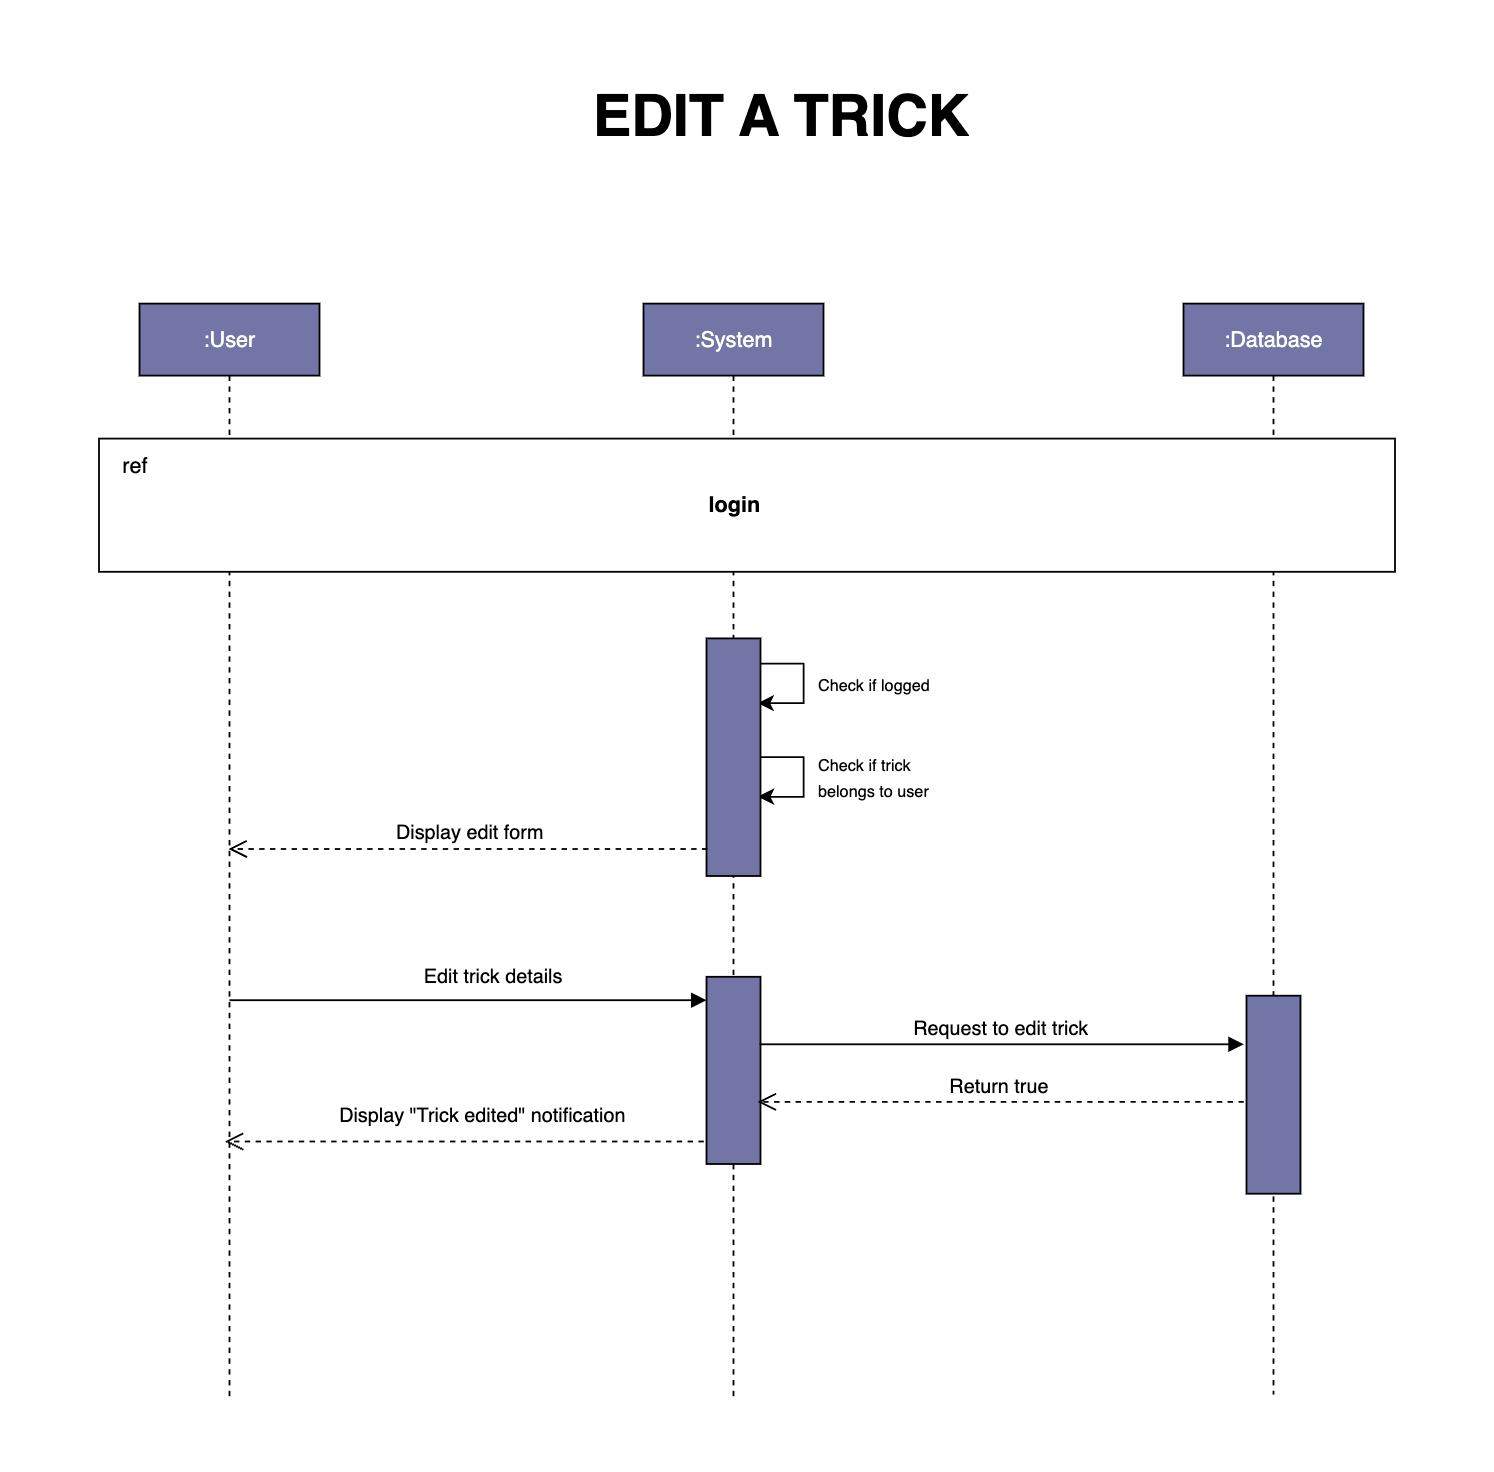 EDIT A TRICK
:User
:System
:Database
ref
login
Check if logged
Check if trick
belongs to user
Display edit form
Edit trick details
Request to edit trick
Return true
Display "Trick edited" notification